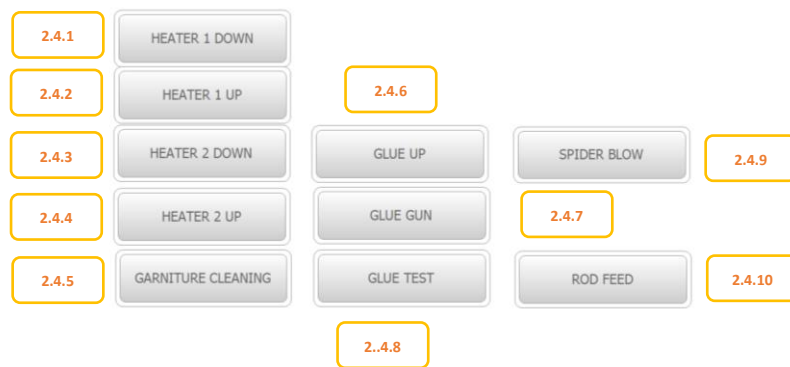 2.4.1 HEATER 1 DOWN
2.4.2 HEATER 1 UP 2.4.6
2.4.3 HEATER 2 DOWN GLUE UP SPIDER BLOW 2.4.9
2.4.4 HEATER 2 UP GLUE GUN 2.4.7
2.4.5 GARNITURE CLEANING GLUE TEST ROD FEED 2.4.10
2..4.8